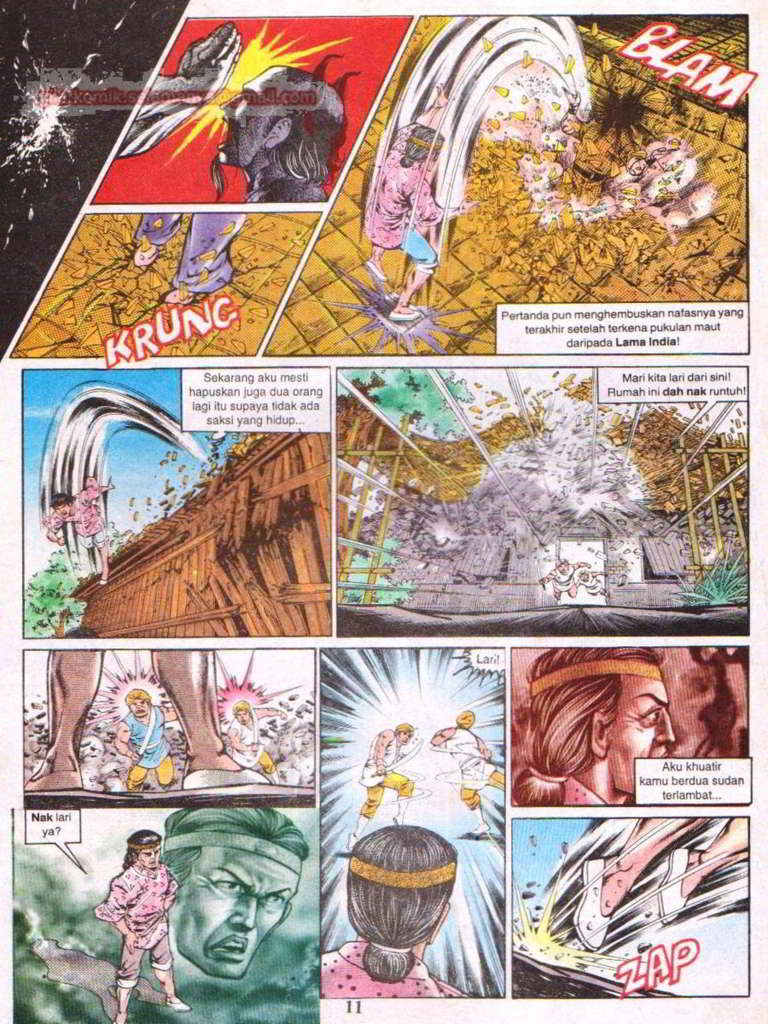 BLAM
KRUNG
Pertanda pun menghembuskan nafasnya yang
terakhir setelah terkena pukulan maut
daripada Lama India!
Sekarang aku mesti
hapuskan juga dua orang
lagi itu supaya tidak ada
saksi yang hidup...
Mari kita lari dari sini!
Rumah ini dah nak runtuh!
Lari!
Aku khuatir
kamu berdua sudan
terlambat...
Nak lari
ya?
ZAP
11